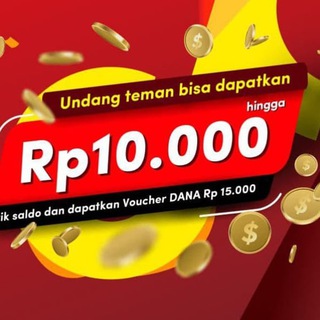 Undang teman bisa dapatkan
hingga
Rp10.000
ik saldo dan dapatkan Voucher DANA Rp 15.000